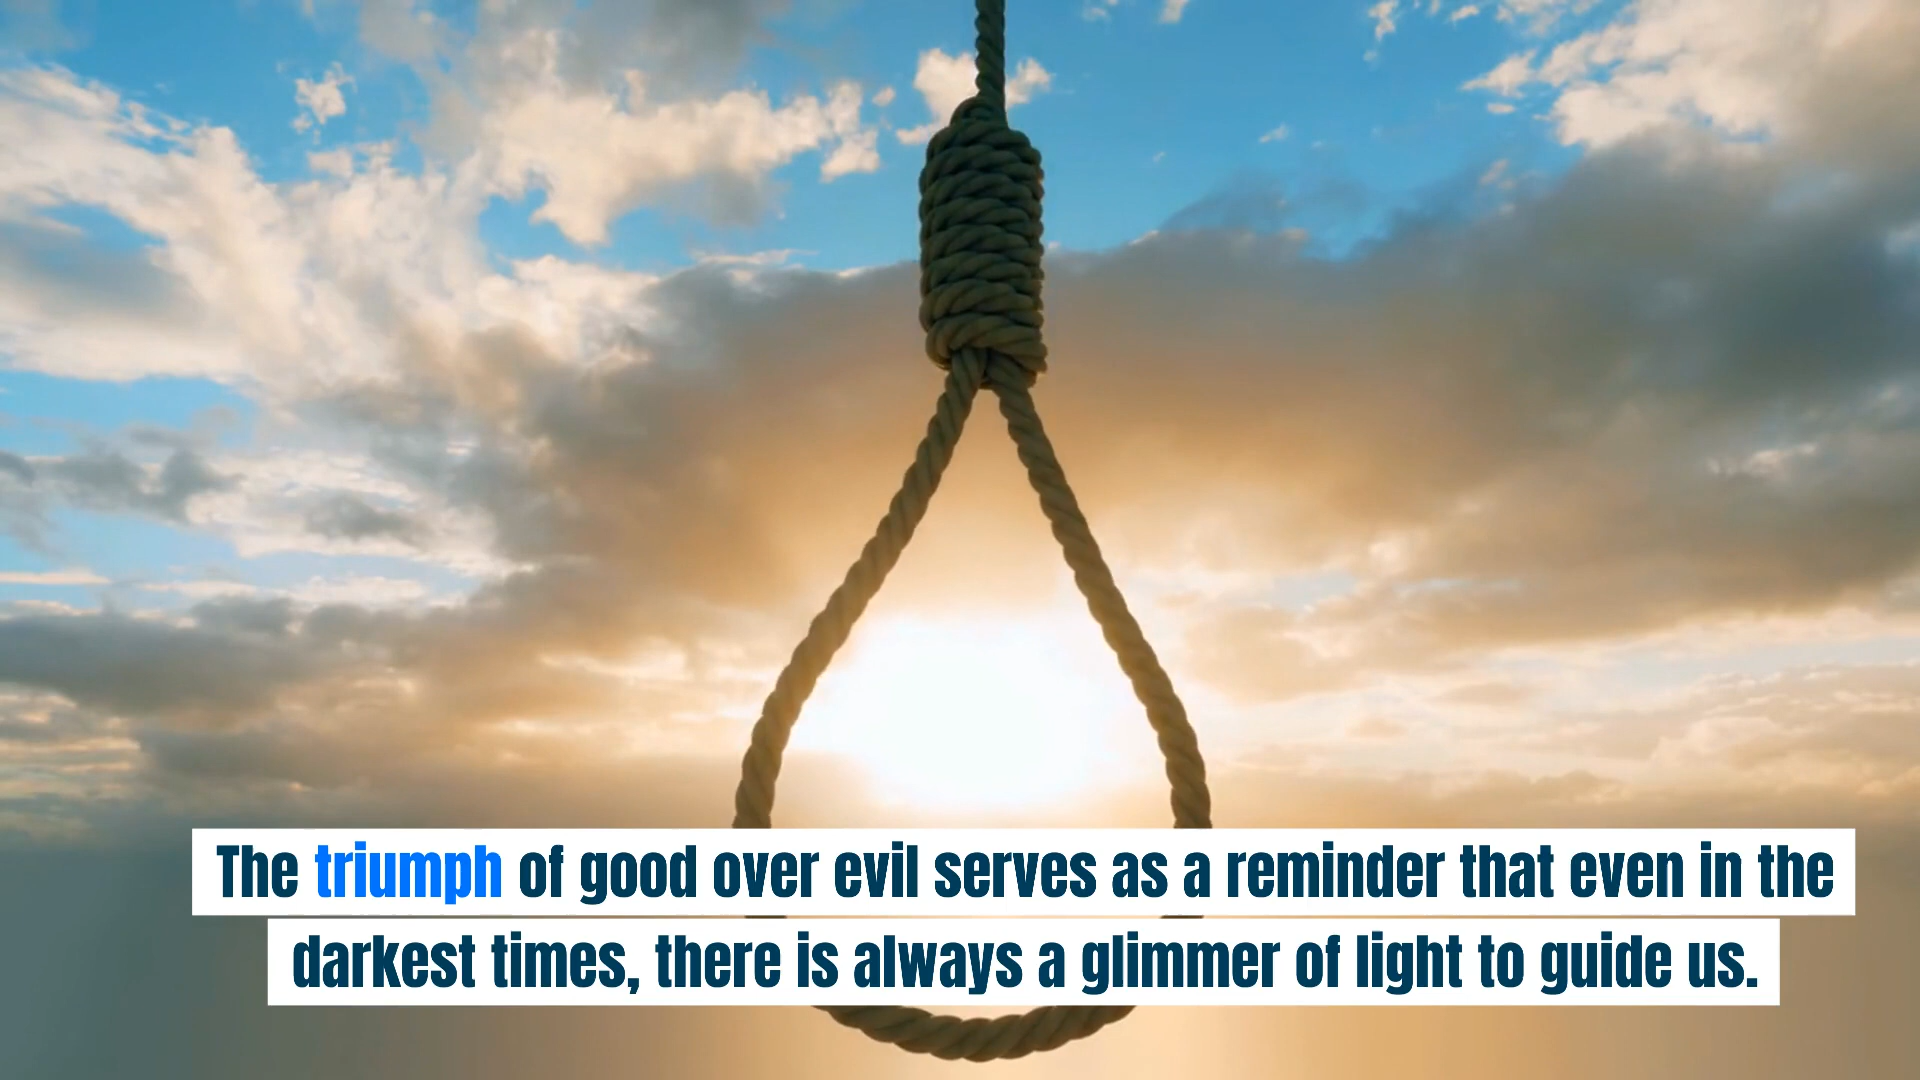 The triumph of good over evil serves as a reminder that even in the
darkest times, there is always a glimmer of light to guide us.